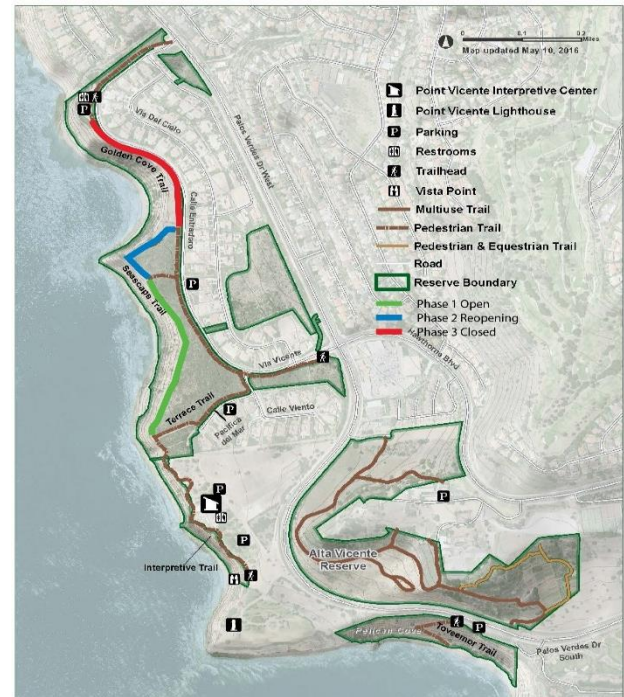 0
0.1
0.2
Miles
Map updated May 10, 2016
Point Vicente Interpretive Center
Point Vicente Lighthouse
P
Parking
Restrooms
Trailhead
Vista Point
Multiuse Trail
Pedestrian Trail
Pedestrian & Equestrian Trail
Road
Reserve Boundary
Phase 1 Open
Phase 2 Reopening
Phase 3 Closed
P
Via Del Cielo
Palos Verdes Dr West
Golden Cove Trail
Calle Entradero
Seascape Trail
P
Via Vicente
Hawthorne Blvd
Terrace Trail
P
Calle Viento
Pacifica del Mar
P
P
P
Interpretive Trail
Alta Vicente
Reserve
Pelican Cove
P
Toveemor Trail
Palos Verdes Dr
South